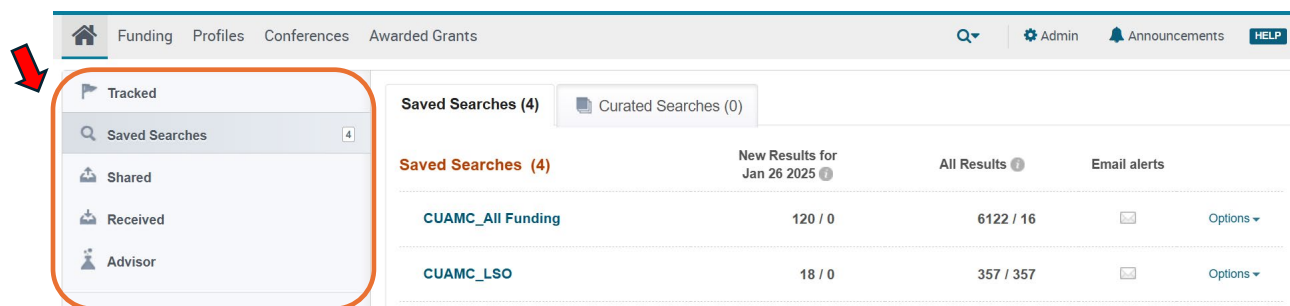 Funding Profiles Conferences Awarded Grants Admin Announcements HELP
Tracked
Saved Searches 4
Shared
Received
Advisor
Saved Searches (4) Curated Searches (0)
Saved Searches (4) New Results for Jan 26 2025 All Results Email alerts
CUAMC_All Funding 120 / 0 6122 / 16 Options
CUAMC_LSO 18 / 0 357 / 357 Options